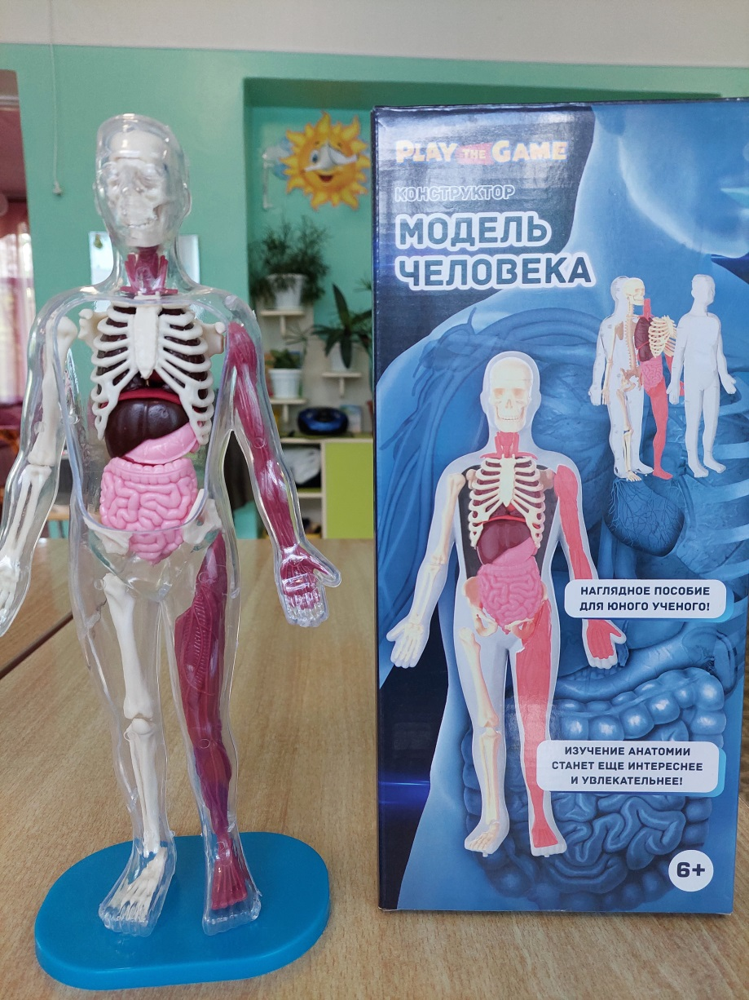 PLAY THE GAME
КОНСТРУКТОР
МОДЕЛЬ
ЧЕЛОВЕКА
НАГЛЯДНОЕ ПОСОБИЕ
ДЛЯ ЮНОГО УЧЕНОГО!
ИЗУЧЕНИЕ АНАТОМИИ
СТАНЕТ ЕЩЕ ИНТЕРЕСНЕЕ
И УВЛЕКАТЕЛЬНЕЕ!
6+